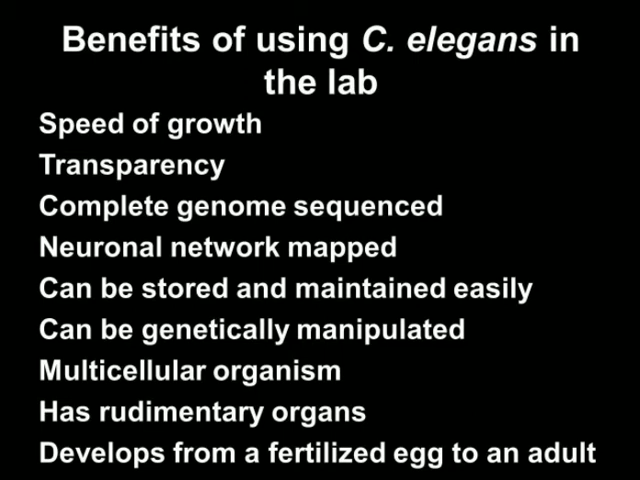 Benefits of using C. elegans in
the lab
Speed of growth
Transparency
Complete genome sequenced
Neuronal network mapped
Can be stored and maintained easily
Can be genetically manipulated
Multicellular organism
Has rudimentary organs
Develops from a fertilized egg to an adult